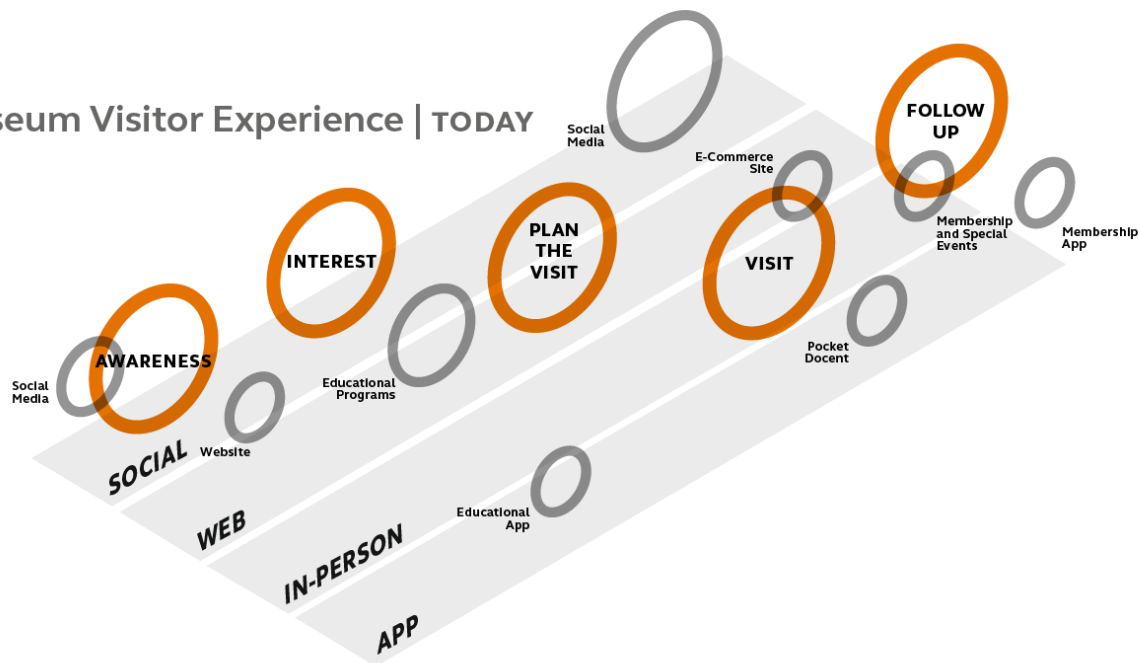 seum Visitor Experience | TODAY
Social
Media
E-Commerce
Site
FOLLOW
UP
Membership
and Special
Events
Membership
App
INTEREST
PLAN
THE
VISIT
VISIT
AWARENESS
Social
Media
Educational
Programs
Pocket
Docent
Website
SOCIAL
WEB
Educational
App
IN-PERSON
APP